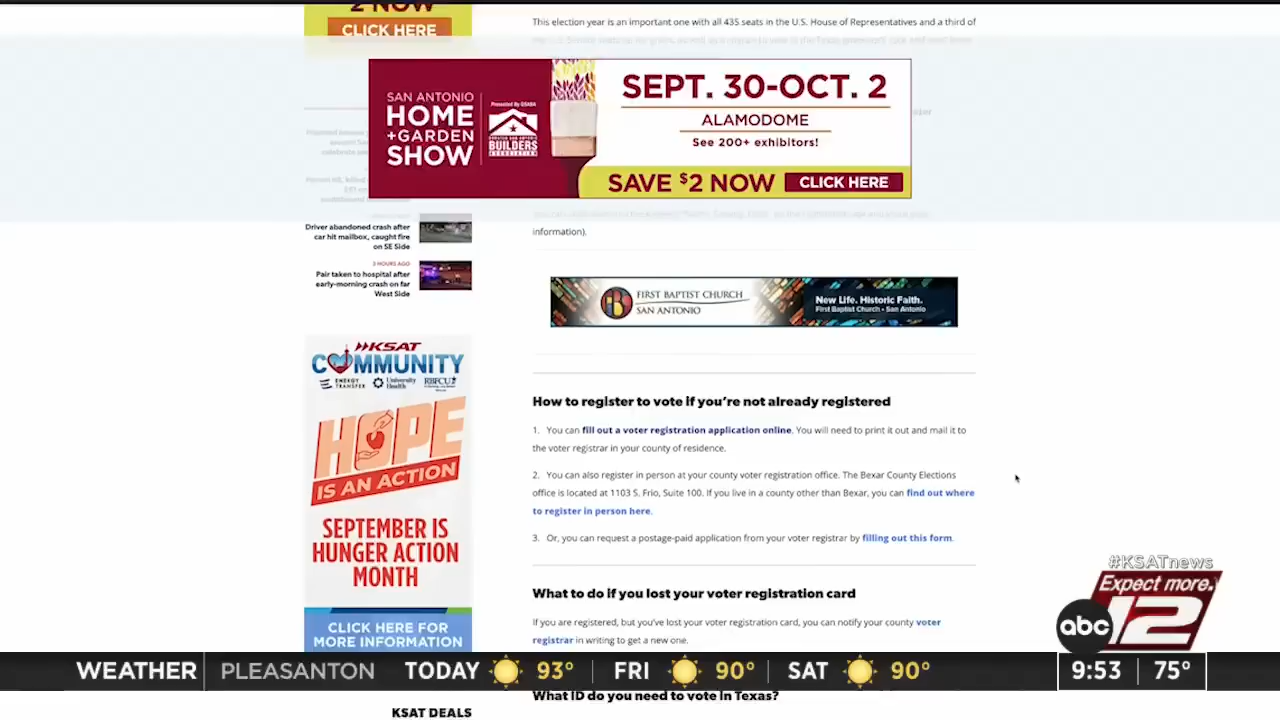 2 NOW
CLICK HERE
This election year is an important one with all 435 seats in the U.S. House of Representatives and a third of
SAN ANTONIO
HOME
+GARDEN
SHOW
Presented By GSABA
BUILDERS
ASSOCIATION
SEPT. 30-OCT. 2
ALAMODOME
See 200+ exhibitors!
SAVE $2 NOW
CLICK HERE
information).
Driver abandoned crash after
car hit mailbox, caught fire
on SE Side
3 HOURS AGO
Pair taken to hospital after
early-morning crash on far
West Side
FIRST BAPTIST CHURCH
SAN ANTONIO
New Life. Historic Faith.
First Baptist Church • San Antonio
KSAT
COMMUNITY
ENERGY TRANSFER
University Health
RBFCU
HOPE
IS AN ACTION
SEPTEMBER IS
HUNGER ACTION
MONTH
CLICK HERE FOR
MORE INFORMATION
How to register to vote if you're not already registered
1. You can fill out a voter registration application online. You will need to print it out and mail it to
the voter registrar in your county of residence.
2. You can also register in person at your county voter registration office. The Bexar County Elections
office is located at 1103 S. Frio, Suite 100. If you live in a county other than Bexar, you can find out where
to register in person here.
3. Or, you can request a postage-paid application from your voter registrar by filling out this form.
What to do if you lost your voter registration card
If you are registered, but you've lost your voter registration card, you can notify your county voter
registrar in writing to get a new one.
#KSATnews
Expect more.
abc 12
WEATHER PLEASANTON TODAY 93° FRI 90° SAT 90° 9:53 75°
What ID do you need to vote in Texas?
KSAT DEALS